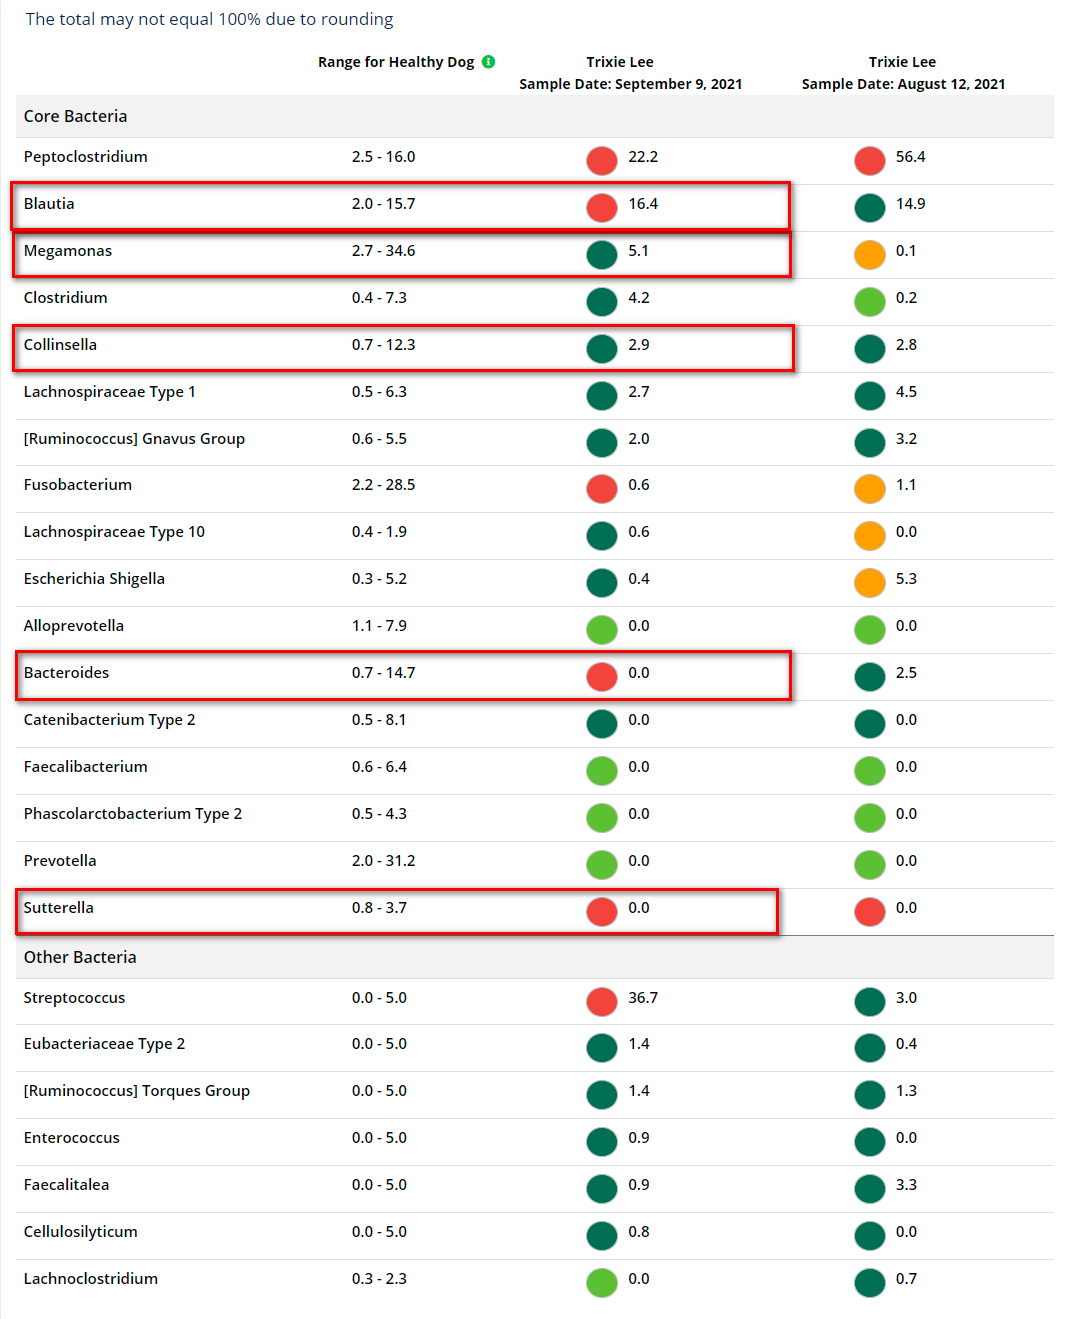 The total may not equal 100% due to rounding
Range for Healthy Dog Trixie Lee Trixie Lee
Sample Date: September 9, 2021 Sample Date: August 12, 2021
Core Bacteria
Peptoclostridium 2.5 - 16.0 22.2 56.4
Blautia 2.0 - 15.7 16.4 14.9
Megamonas 2.7 - 34.6 5.1 0.1
Clostridium 0.4 - 7.3 4.2 0.2
Collinsella 0.7 - 12.3 2.9 2.8
Lachnospiraceae Type 1 0.5 - 6.3 2.7 4.5
[Ruminococcus] Gnavus Group 0.6 - 5.5 2.0 3.2
Fusobacterium 2.2 - 28.5 0.6 1.1
Lachnospiraceae Type 10 0.4 - 1.9 0.6 0.0
Escherichia Shigella 0.3 - 5.2 0.4 5.3
Alloprevotella 1.1 - 7.9 0.0 0.0
Bacteroides 0.7 - 14.7 0.0 2.5
Catenibacterium Type 2 0.5 - 8.1 0.0 0.0
Faecalibacterium 0.6 - 6.4 0.0 0.0
Phascolarctobacterium Type 2 0.5 - 4.3 0.0 0.0
Prevotella 2.0 - 31.2 0.0 0.0
Sutterella 0.8 - 3.7 0.0 0.0
Other Bacteria
Streptococcus 0.0 - 5.0 36.7 3.0
Eubacteriaceae Type 2 0.0 - 5.0 1.4 0.4
[Ruminococcus] Torques Group 0.0 - 5.0 1.4 1.3
Enterococcus 0.0 - 5.0 0.9 0.0
Faecalitalea 0.0 - 5.0 0.9 3.3
Cellulosilyticum 0.0 - 5.0 0.8 0.0
Lachnoclostridium 0.3 - 2.3 0.0 0.7